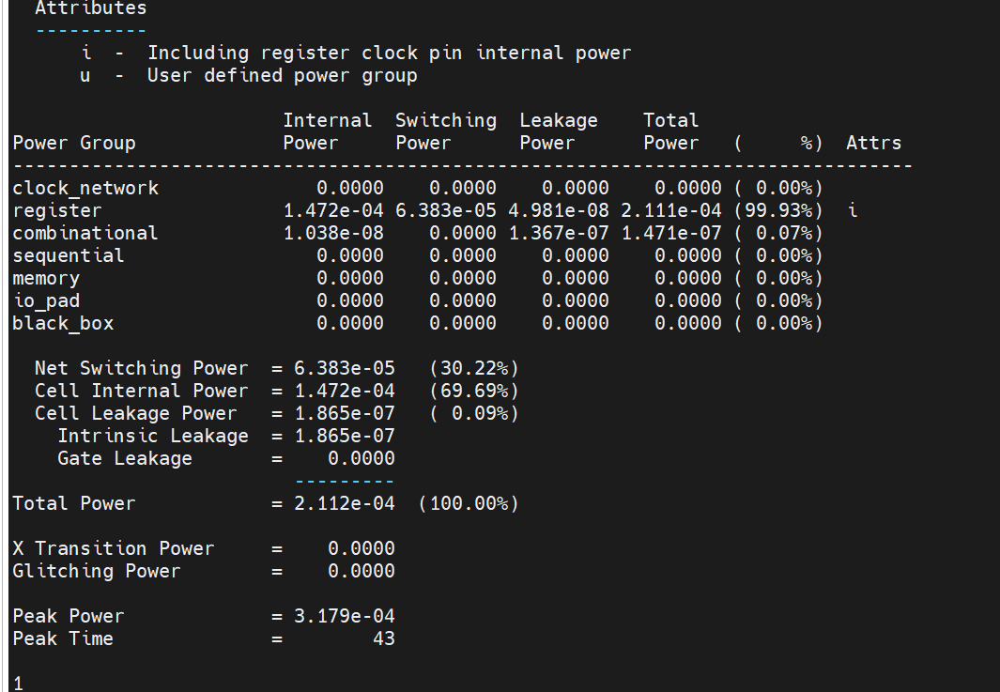 Attributes
----------
i  -  Including register clock pin internal power
u  -  User defined power group
Internal  Switching  Leakage    Total
Power Group             Power     Power      Power      Power   (     %)  Attrs
--------------------------------------------------------------------------------
clock_network              0.0000    0.0000    0.0000    0.0000 ( 0.00%)
register                1.472e-04 6.383e-05 4.981e-08 2.111e-04 (99.93%)  i
combinational           1.038e-08    0.0000 1.367e-07 1.471e-07 ( 0.07%)
sequential                 0.0000    0.0000    0.0000    0.0000 ( 0.00%)
memory                     0.0000    0.0000    0.0000    0.0000 ( 0.00%)
io_pad                     0.0000    0.0000    0.0000    0.0000 ( 0.00%)
black_box                  0.0000    0.0000    0.0000    0.0000 ( 0.00%)
Net Switching Power  = 6.383e-05   (30.22%)
Cell Internal Power  = 1.472e-04   (69.69%)
Cell Leakage Power   = 1.865e-07   ( 0.09%)
Intrinsic Leakage  = 1.865e-07
Gate Leakage       =    0.0000
---------
Total Power            = 2.112e-04  (100.00%)
X Transition Power     =    0.0000
Glitching Power        =    0.0000
Peak Power             = 3.179e-04
Peak Time              =        43
1